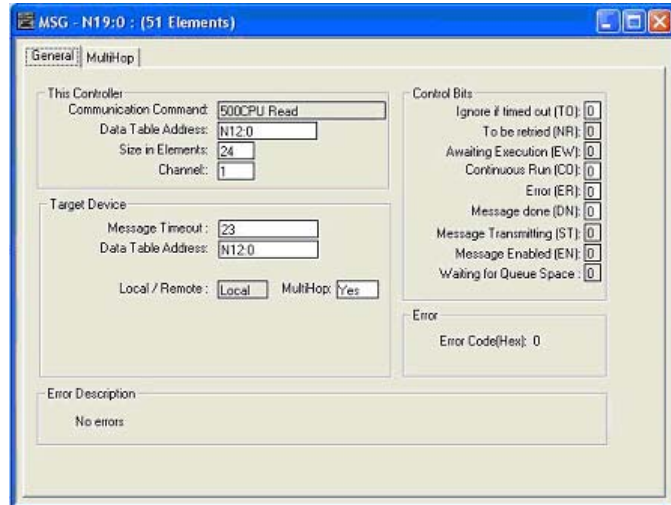 MSG - N19:0 : (51 Elements)
General MultiHop
This Controller
Communication Command: 500CPU Read
Data Table Address: N12:0
Size in Elements: 24
Channel:: 1
Target Device
Message Timeout : 23
Data Table Address: N12:0
Local / Remote : Local MultiHop: Yes
Control Bits
Ignore if timed out (TO): 0
To be retried (NR): 0
Awaiting Execution (EW): 0
Continuous Run (CO): 0
Error (ER): 0
Message done (DN): 0
Message Transmitting (ST): 0
Message Enabled (EN): 0
Waiting for Queue Space : 0
Error
Error Code(Hex): 0
Error Description
No errors